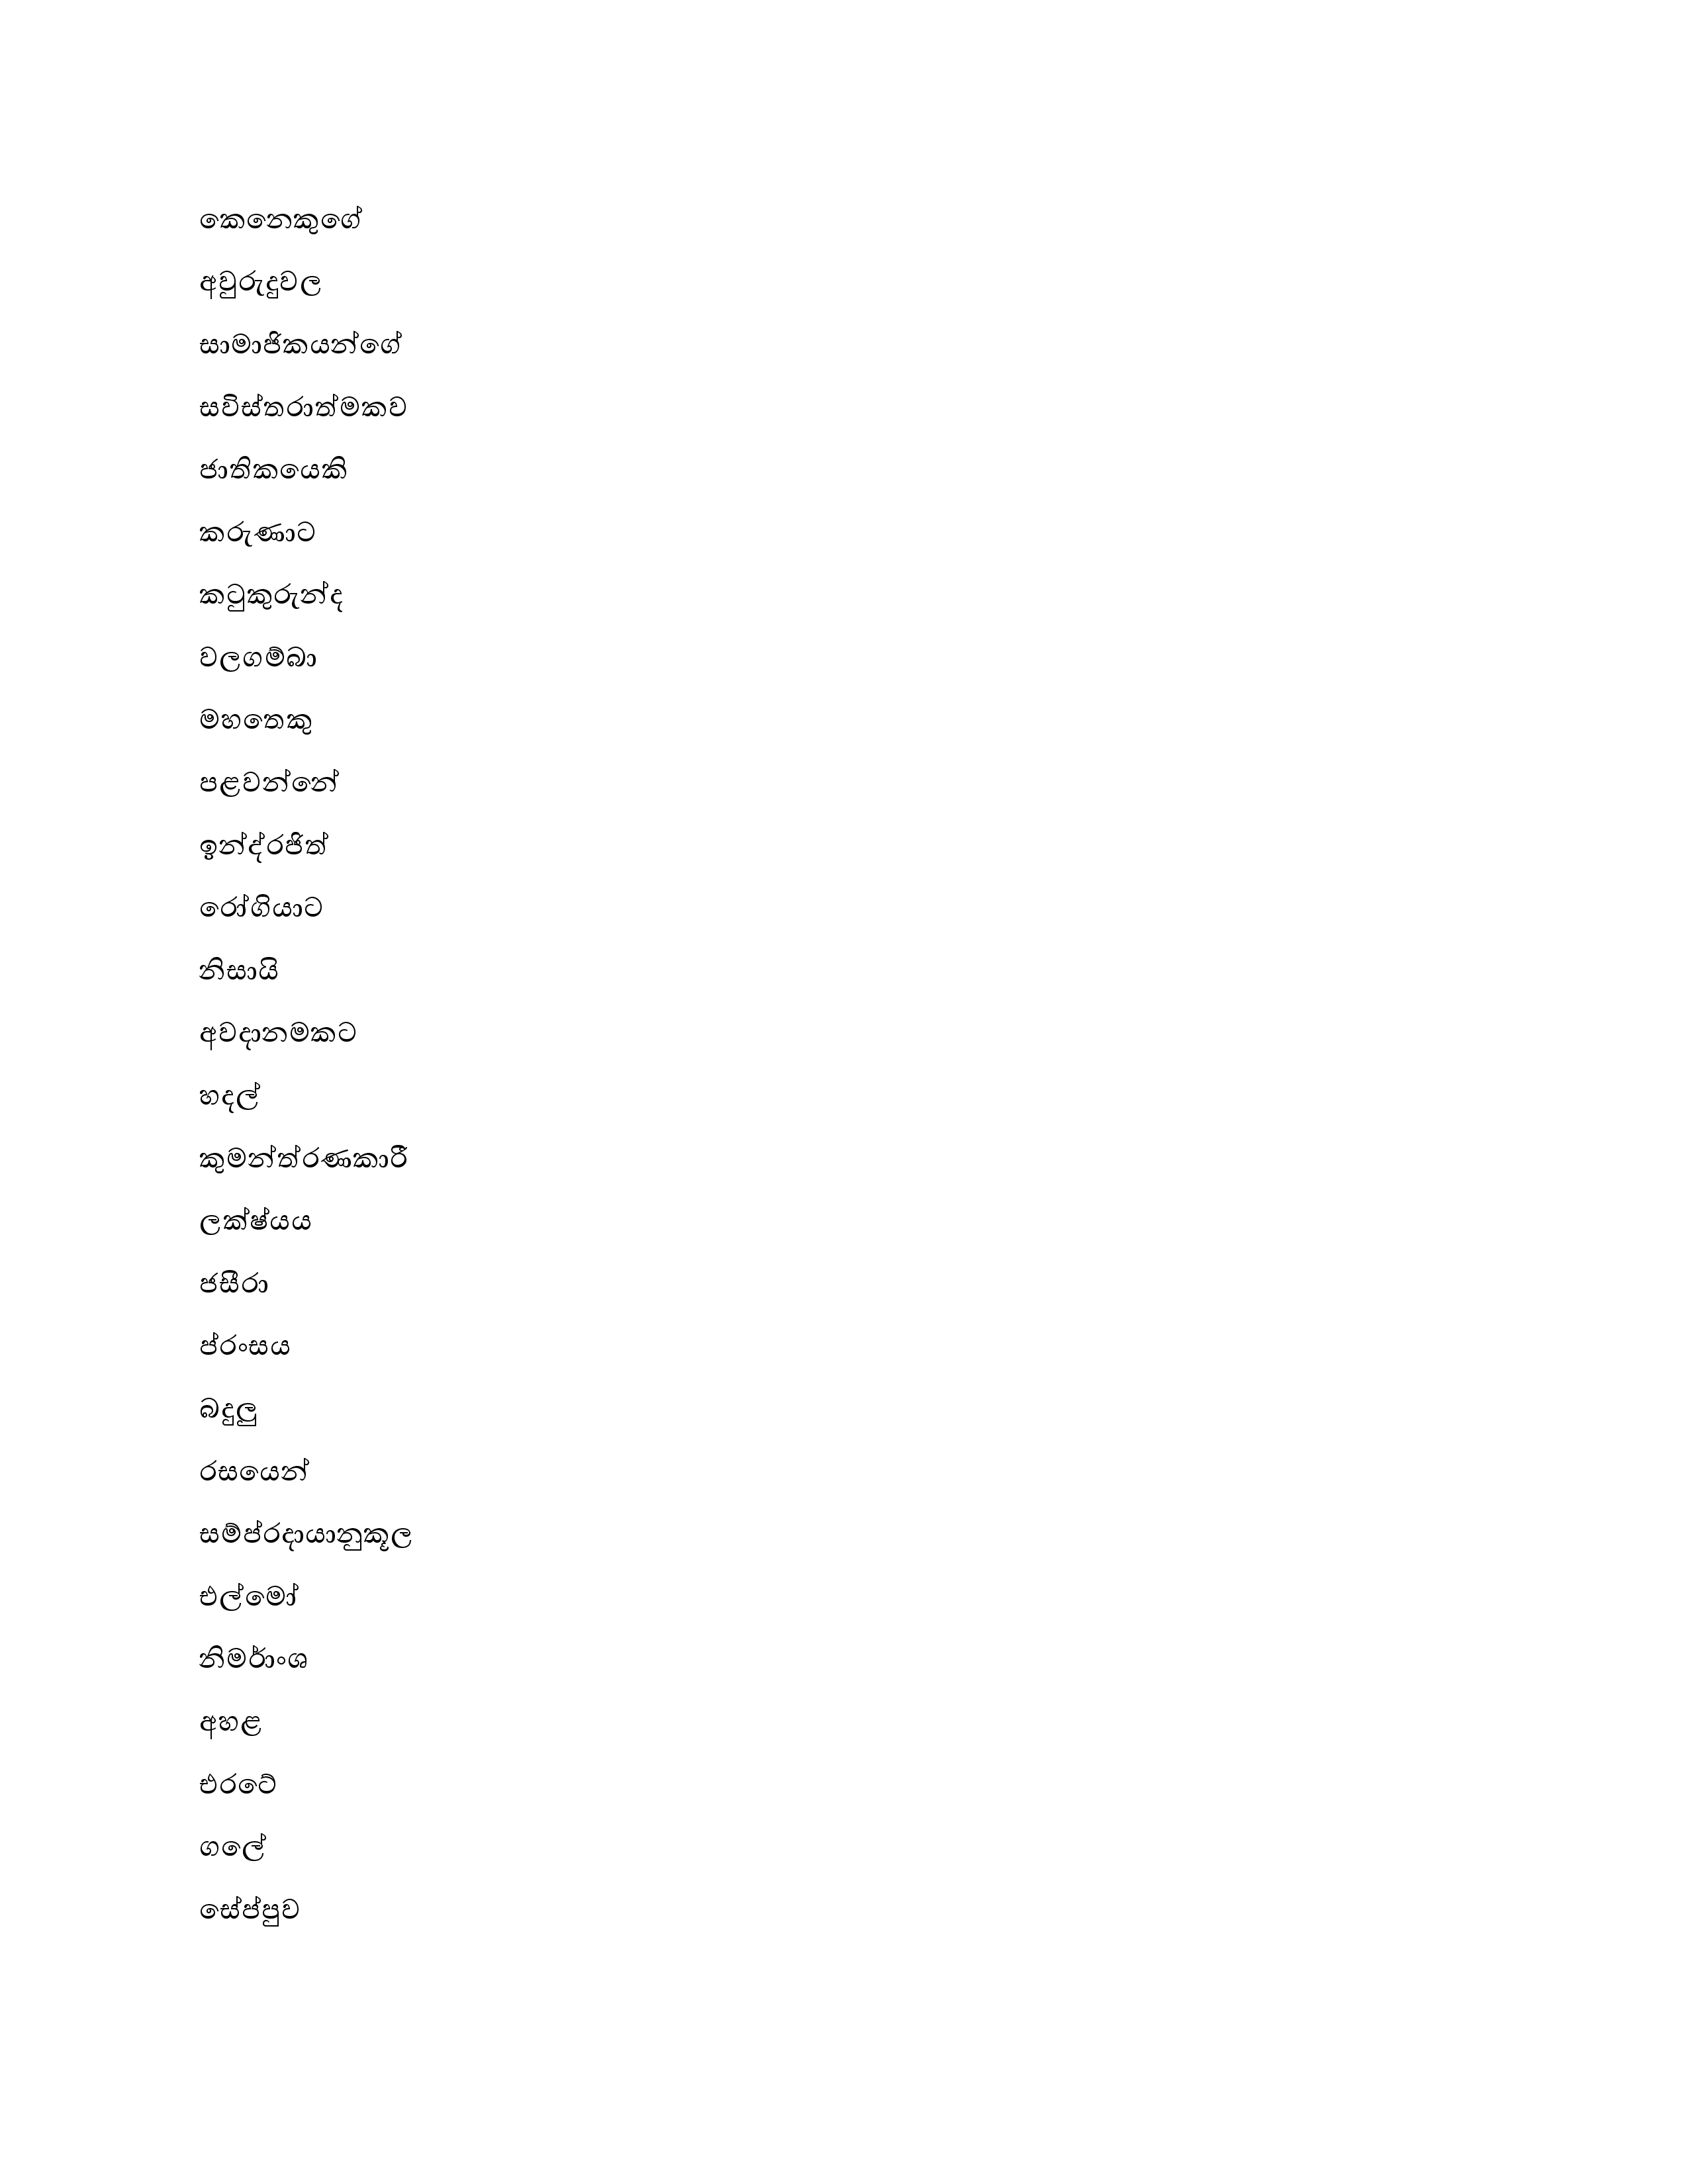 කෙනෙකුගේ
අවුරුදුවල
සාමාජිකයන්ගේ
සවිස්තරාත්මකව
ජාතිකයෙකි
කරුණාට
කටුකුරුන්ද
වලගම්බා
මහතෙකු
පළවන්නේ
ඉන්ද්රජිත්
රෝගියාට
නිසායි
අවදානමකට
හදල්
කුමන්ත්රණකාරී
ලක්ෂ්යය
ජසීරා
ප්රංසය
බදුලු
රසයෙන්
සම්ප්රදායානුකූල
එල්මෝ
නිර්මාංශ
අහළ
එරටේ
ගලේ
සේප්පුව